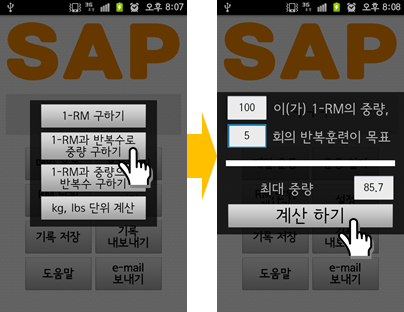 3G
오후 8:07
SAP
1-RM 구하기
1-RM과 반복수로
중량 구하기
1-RM과 중량으로
반복수 구하기
kg, lbs 단위 계산
기록 저장
기록
내보내기
도움말
e-mail
보내기
3G
오후 8:08
SAP
100 이(가) 1-RM의 중량,
5 회의 반복훈련이 목표
최대 중량 85.7
계산 하기
기록 저장
기록
내보내기
도움말
e-mail
보내기